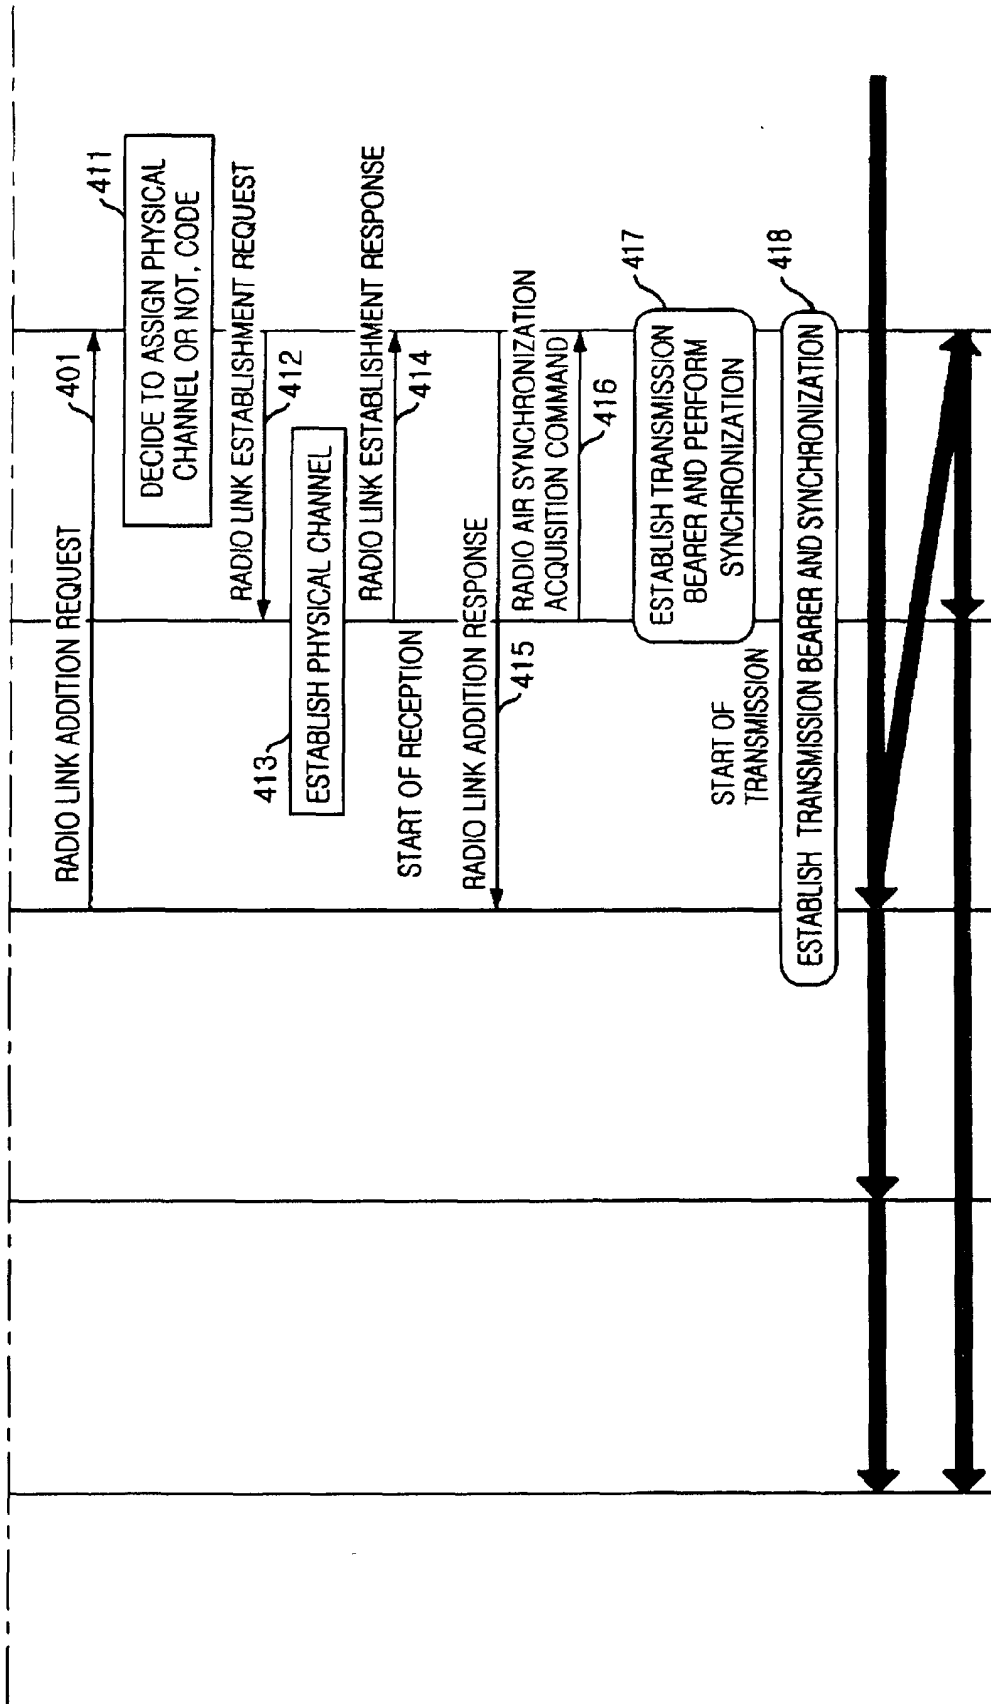 RADIO LINK ADDITION REQUEST
401
411
DECIDE TO ASSIGN PHYSICAL
CHANNEL OR NOT, CODE
RADIO LINK ESTABLISHMENT REQUEST
412
413
ESTABLISH PHYSICAL CHANNEL
RADIO LINK ESTABLISHMENT RESPONSE
414
START OF RECEPTION
RADIO LINK ADDITION RESPONSE
415
RADIO AIR SYNCHRONIZATION
ACQUISITION COMMAND
416
417
ESTABLISH TRANSMISSION
BEARER AND PERFORM
SYNCHRONIZATION
START OF
TRANSMISSION
418
ESTABLISH TRANSMISSION BEARER AND SYNCHRONIZATION